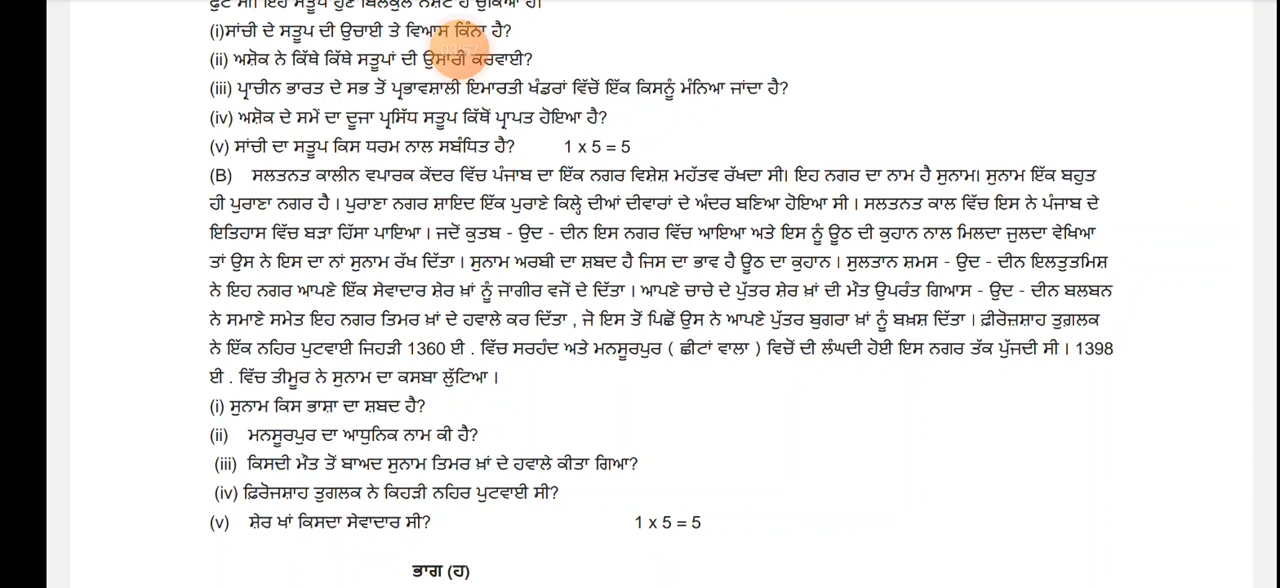 (i)ਸਾਂਚੀ ਦੇ ਸਤੂਪ ਦੀ ਉਚਾਈ ਤੇ ਵਿਆਸ ਕਿੰਨਾ ਹੈ?
(ii) ਅਸ਼ੋਕ ਨੇ ਕਿੱਥੇ ਕਿੱਥੇ ਸਤੂਪਾਂ ਦੀ ਉਸਾਰੀ ਕਰਵਾਈ?
(iii) ਪ੍ਰਾਚੀਨ ਭਾਰਤ ਦੇ ਸਭ ਤੋਂ ਪ੍ਰਭਾਵਸ਼ਾਲੀ ਇਮਾਰਤੀ ਖੰਡਰਾਂ ਵਿੱਚੋਂ ਇੱਕ ਕਿਸਨੂੰ ਮੰਨਿਆ ਜਾਂਦਾ ਹੈ?
(iv) ਅਸ਼ੋਕ ਦੇ ਸਮੇਂ ਦਾ ਦੂਜਾ ਪ੍ਰਸਿੱਧ ਸਤੂਪ ਕਿੱਥੋਂ ਪ੍ਰਾਪਤ ਹੋਇਆ ਹੈ?
(v) ਸਾਂਚੀ ਦਾ ਸਤੂਪ ਕਿਸ ਧਰਮ ਨਾਲ ਸਬੰਧਿਤ ਹੈ? 1 x 5 = 5
(B) ਸਲਤਨਤ ਕਾਲੀਨ ਵਪਾਰਕ ਕੇਂਦਰ ਵਿੱਚ ਪੰਜਾਬ ਦਾ ਇੱਕ ਨਗਰ ਵਿਸ਼ੇਸ਼ ਮਹੱਤਵ ਰੱਖਦਾ ਸੀ। ਇਹ ਨਗਰ ਦਾ ਨਾਮ ਹੈ ਸੁਨਾਮ। ਸੁਨਾਮ ਇੱਕ ਬਹੁਤ
ਹੀ ਪੁਰਾਣਾ ਨਗਰ ਹੈ। ਪੁਰਾਣਾ ਨਗਰ ਸ਼ਾਇਦ ਇੱਕ ਪੁਰਾਣੇ ਕਿਲ੍ਹੇ ਦੀਆਂ ਦੀਵਾਰਾਂ ਦੇ ਅੰਦਰ ਬਣਿਆ ਹੋਇਆ ਸੀ। ਸਲਤਨਤ ਕਾਲ ਵਿੱਚ ਇਸ ਨੇ ਪੰਜਾਬ ਦੇ
ਇਤਿਹਾਸ ਵਿੱਚ ਬੜਾ ਹਿੱਸਾ ਪਾਇਆ। ਜਦੋਂ ਕੁਤਬ - ਉਦ - ਦੀਨ ਇਸ ਨਗਰ ਵਿੱਚ ਆਇਆ ਅਤੇ ਇਸ ਨੂੰ ਊਠ ਦੀ ਕੁਹਾਨ ਨਾਲ ਮਿਲਦਾ ਜੁਲਦਾ ਵੇਖਿਆ
ਤਾਂ ਉਸ ਨੇ ਇਸ ਦਾ ਨਾਂ ਸੁਨਾਮ ਰੱਖ ਦਿੱਤਾ। ਸੁਨਾਮ ਅਰਬੀ ਦਾ ਸ਼ਬਦ ਹੈ ਜਿਸ ਦਾ ਭਾਵ ਹੈ ਊਠ ਦਾ ਕੁਹਾਨ। ਸੁਲਤਾਨ ਸ਼ਮਸ - ਉਦ - ਦੀਨ ਇਲਤੁਤਮਿਸ਼
ਨੇ ਇਹ ਨਗਰ ਆਪਣੇ ਇੱਕ ਸੇਵਾਦਾਰ ਸ਼ੇਰ ਖ਼ਾਂ ਨੂੰ ਜਾਗੀਰ ਵਜੋਂ ਦੇ ਦਿੱਤਾ। ਆਪਣੇ ਚਾਚੇ ਦੇ ਪੁੱਤਰ ਸ਼ੇਰ ਖ਼ਾਂ ਦੀ ਮੌਤ ਉਪਰੰਤ ਗਿਆਸ - ਉਦ - ਦੀਨ ਬਲਬਨ
ਨੇ ਸਮਾਣੇ ਸਮੇਤ ਇਹ ਨਗਰ ਤਿਮਰ ਖ਼ਾਂ ਦੇ ਹਵਾਲੇ ਕਰ ਦਿੱਤਾ , ਜੋ ਇਸ ਤੋਂ ਪਿਛੋਂ ਉਸ ਨੇ ਆਪਣੇ ਪੁੱਤਰ ਬੁਗਰਾ ਖ਼ਾਂ ਨੂੰ ਬਖ਼ਸ਼ ਦਿੱਤਾ। ਫ਼ੀਰੋਜ਼ਸ਼ਾਹ ਤੁਗ਼ਲਕ
ਨੇ ਇੱਕ ਨਹਿਰ ਪੁਟਵਾਈ ਜਿਹੜੀ 1360 ਈ . ਵਿੱਚ ਸਰਹੰਦ ਅਤੇ ਮਨਸੂਰਪੁਰ ( ਛੀਟਾਂ ਵਾਲਾ ) ਵਿਚੋਂ ਦੀ ਲੰਘਦੀ ਹੋਈ ਇਸ ਨਗਰ ਤੱਕ ਪੁੱਜਦੀ ਸੀ। 1398
ਈ . ਵਿੱਚ ਤੀਮੂਰ ਨੇ ਸੁਨਾਮ ਦਾ ਕਸਬਾ ਲੁੱਟਿਆ।
(i) ਸੁਨਾਮ ਕਿਸ ਭਾਸ਼ਾ ਦਾ ਸ਼ਬਦ ਹੈ?
(ii) ਮਨਸੂਰਪੁਰ ਦਾ ਆਧੁਨਿਕ ਨਾਮ ਕੀ ਹੈ?
(iii) ਕਿਸਦੀ ਮੌਤ ਤੋਂ ਬਾਅਦ ਸੁਨਾਮ ਤਿਮਰ ਖ਼ਾਂ ਦੇ ਹਵਾਲੇ ਕੀਤਾ ਗਿਆ?
(iv) ਫ਼ਿਰੋਜਸ਼ਾਹ ਤੁਗਲਕ ਨੇ ਕਿਹੜੀ ਨਹਿਰ ਪੁਟਵਾਈ ਸੀ?
(v) ਸ਼ੇਰ ਖਾਂ ਕਿਸਦਾ ਸੇਵਾਦਾਰ ਸੀ? 1 x 5 = 5
ਭਾਗ (ਹ)